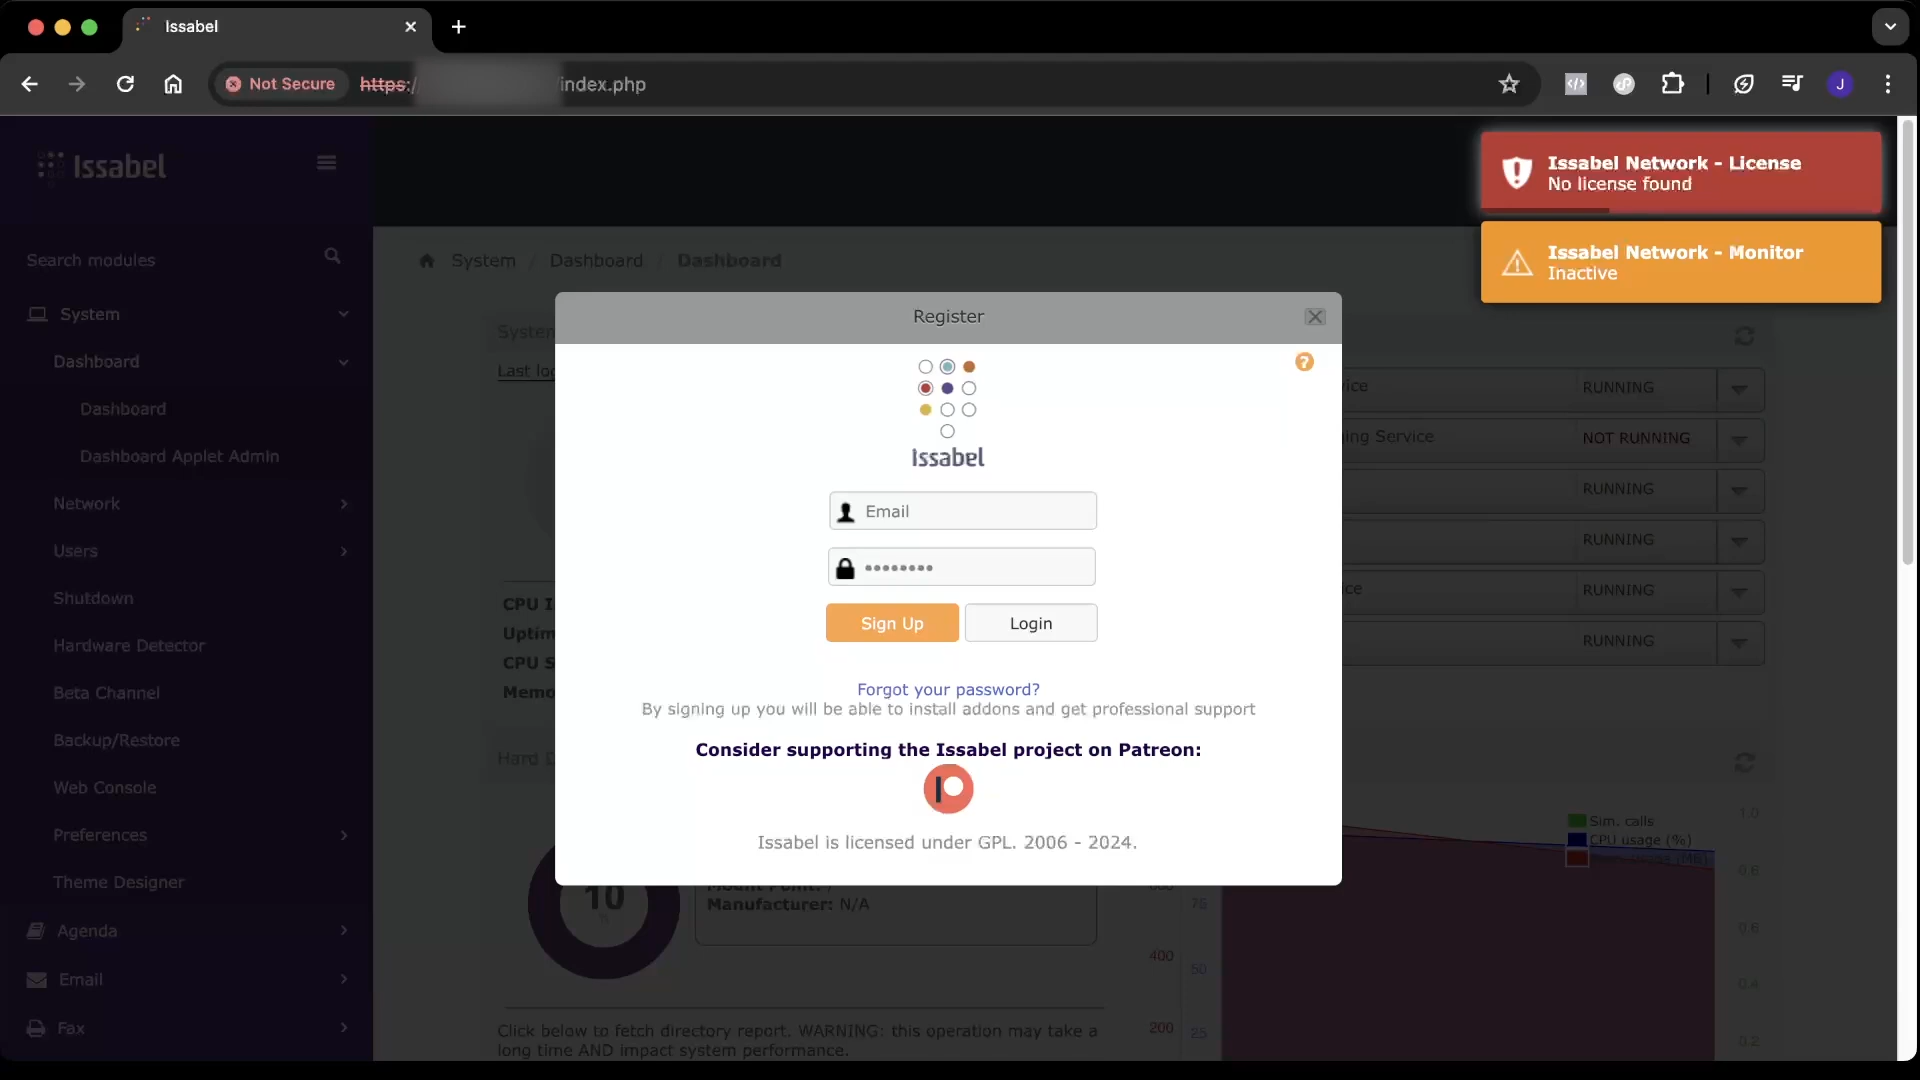 Issabel
Not Secure
https:/
/index.php
J
Issabel
Search modules
System
Dashboard
Dashboard
Dashboard Applet Admin
Network
Users
Shutdown
Hardware Detector
Beta Channel
Backup/Restore
Web Console
Preferences
Theme Designer
Agenda
Email
Fax
System / Dashboard / Dashboard
Issabel Network - License
No license found
Issabel Network - Monitor
Inactive
Register
?
Issabel
Email
Sign Up
Login
Forgot your password?
By signing up you will be able to install addons and get professional support
Consider supporting the Issabel project on Patreon:
Issabel is licensed under GPL. 2006 - 2024.
System
Last lo
CPU
Uptim
CPU S
Memo
RUNNING
ing Service
NOT RUNNING
RUNNING
RUNNING
RUNNING
RUNNING
Hard
10
%
Mount Point: /
Manufacturer: N/A
Click below to fetch directory report. WARNING: this operation may take a
long time AND impact system performance.
Sim. calls
CPU usage (%)
1.0
0.8
0.6
0.4
0.2
75
50
25
400
200